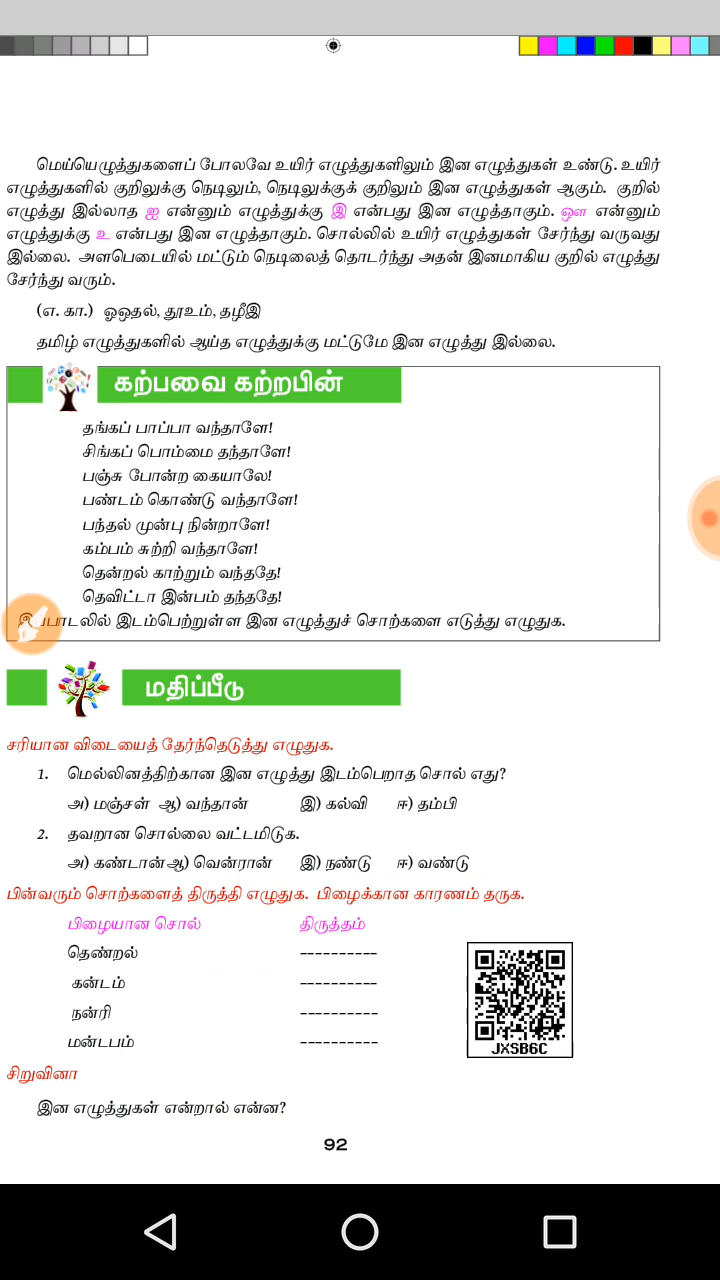 மெய்யெழுத்துகளைப் போலவே உயிர் எழுத்துகளிலும் இன எழுத்துகள் உண்டு. உயிர்
எழுத்துகளில் குறிலுக்கு நெடிலும், நெடிலுக்குக் குறிலும் இன எழுத்துகள் ஆகும். குறில்
எழுத்து இல்லாத ஐ என்னும் எழுத்துக்கு இ என்பது இன எழுத்தாகும். ஔ என்னும்
எழுத்துக்கு உ என்பது இன எழுத்தாகும். சொல்லில் உயிர் எழுத்துகள் சேர்ந்து வருவது
இல்லை. அளபெடையில் மட்டும் நெடிலைத் தொடர்ந்து அதன் இனமாகிய குறில் எழுத்து
சேர்ந்து வரும்.
(எ. கா.) ஓஒதல், தூஉம், தழீஇ
தமிழ் எழுத்துகளில் ஆய்த எழுத்துக்கு மட்டுமே இன எழுத்து இல்லை.
கற்பவை கற்றபின்
தங்கப் பாப்பா வந்தாளே!
சிங்கப் பொம்மை தந்தாளே!
பஞ்சு போன்ற கையாலே!
பண்டம் கொண்டு வந்தாளே!
பந்தல் முன்பு நின்றாளே!
கம்பம் சுற்றி வந்தாளே!
தென்றல் காற்றும் வந்ததே!
தெவிட்டா இன்பம் தந்ததே!
இப்பாடலில் இடம்பெற்றுள்ள இன எழுத்துச் சொற்களை எடுத்து எழுதுக.
மதிப்பீடு
சரியான விடையைத் தேர்ந்தெடுத்து எழுதுக.
1. மெல்லினத்திற்கான இன எழுத்து இடம்பெறாத சொல் எது?
அ) மஞ்சள் ஆ) வந்தான் இ) கல்வி ஈ) தம்பி
2. தவறான சொல்லை வட்டமிடுக.
அ) கண்டான் ஆ) வென்ரான் இ) நண்டு ஈ) வண்டு
பின்வரும் சொற்களைத் திருத்தி எழுதுக. பிழைக்கான காரணம் தருக.
பிழையான சொல் திருத்தம்
தெண்றல் ----------
கன்டம் ----------
நன்ரி ----------
மன்டபம் ----------
JXSB6C
சிறுவினா
இன எழுத்துகள் என்றால் என்ன?
92